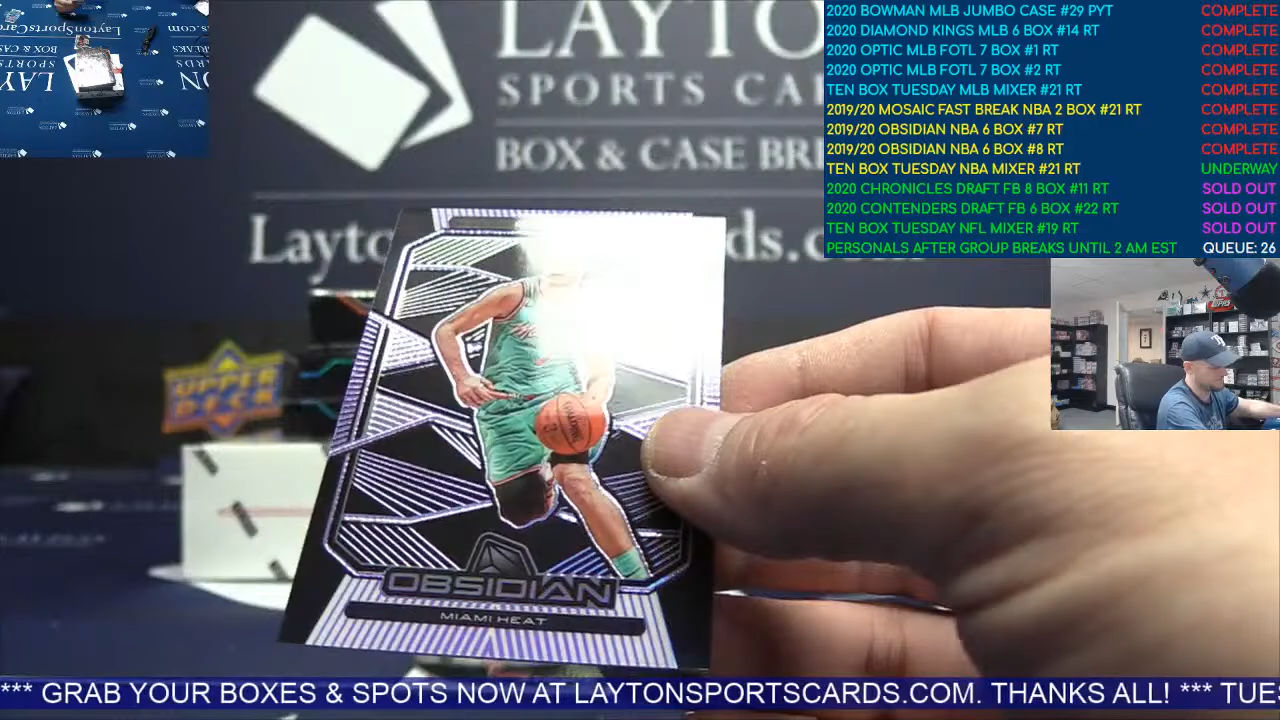 LAYTO
SPORTS CA
BOX & CASE BRE
Layto ds.com
2020 BOWMAN MLB JUMBO CASE #29 PYT COMPLETE
2020 DIAMOND KINGS MLB 6 BOX #14 RT COMPLETE
2020 OPTIC MLB FOTL 7 BOX #1 RT COMPLETE
2020 OPTIC MLB FOTL 7 BOX #2 RT COMPLETE
TEN BOX TUESDAY MLB MIXER #21 RT COMPLETE
2019/20 MOSAIC FAST BREAK NBA 2 BOX #21 RT COMPLETE
2019/20 OBSIDIAN NBA 6 BOX #7 RT COMPLETE
2019/20 OBSIDIAN NBA 6 BOX #8 RT COMPLETE
TEN BOX TUESDAY NBA MIXER #21 RT UNDERWAY
2020 CHRONICLES DRAFT FB 8 BOX #11 RT SOLD OUT
2020 CONTENDERS DRAFT FB 6 BOX #22 RT SOLD OUT
TEN BOX TUESDAY NFL MIXER #19 RT SOLD OUT
PERSONALS AFTER GROUP BREAKS UNTIL 2 AM EST QUEUE: 26
UPPER
DECK
SPALDING
OBSIDIAN
MIAMI HEAT
*** GRAB YOUR BOXES & SPOTS NOW AT LAYTONSPORTSCARDS.COM. THANKS ALL! *** TUES